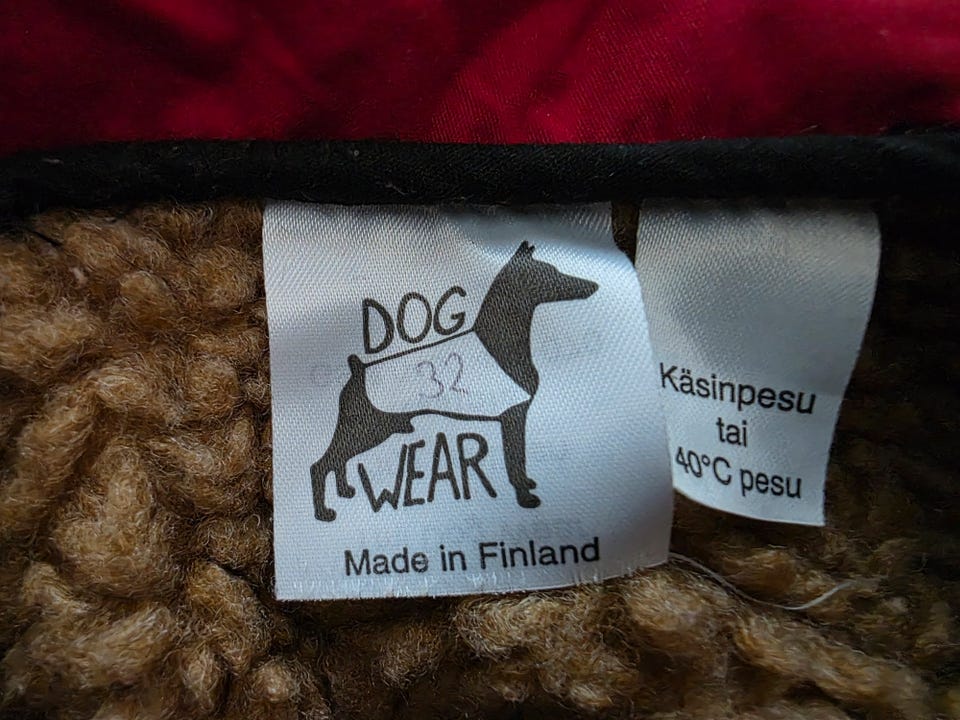 DOG
32
WEAR
Made in Finland
Käsinpesu
tai
40°C pesu